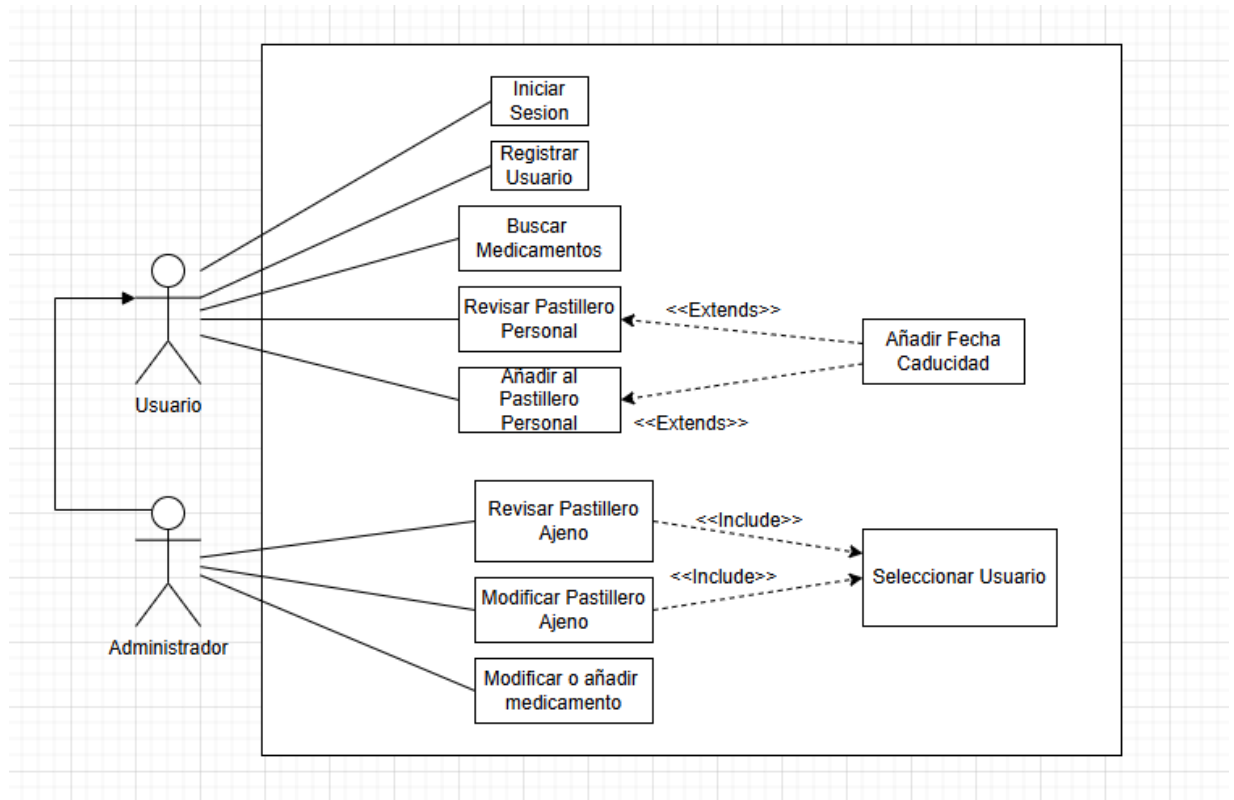 Iniciar
Sesion
Registrar
Usuario
Buscar
Medicamentos
Revisar Pastillero
Personal
<<Extends>>
Añadir Fecha
Caducidad
Añadir al
Pastillero
Personal
<<Extends>>
Usuario
Revisar Pastillero
Ajeno
<<Include>>
Seleccionar Usuario
<<Include>>
Modificar Pastillero
Ajeno
Administrador
Modificar o añadir
medicamento